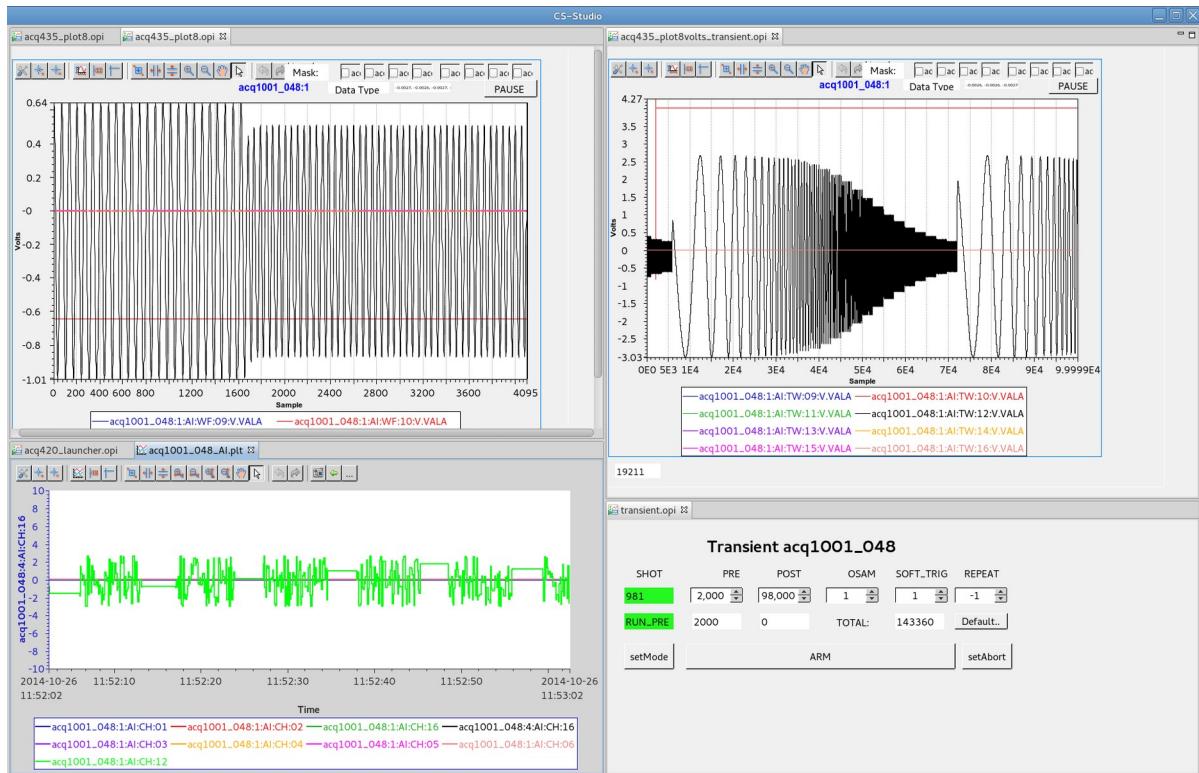 CS-Studio
acq435_plot8.opi acq435_plot8.opi
Mask:
acq1001_048:1 Data Type -0.0027, -0.0026, -0.0027, PAUSE
0.64
0.4
0.2
-0
-0.2
-0.4
-0.6
-0.8
-1.01
Volts
0 200 400 600 800 1200 1600 2000 2400 2800 3200 3600 4095
Sample
acq1001_048:1:AI:WF:09:V.VALA acq1001_048:1:AI:WF:10:V.VALA
acq435_plot8volts_transient.opi
Mask:
acq1001_048:1 Data Type PAUSE
4.27
3.5
3
2.5
2
1.5
1
0.5
0
-0.5
-1
-1.5
-2
-2.5
-3.03
Volts
0E0 5E3 1E4 2E4 3E4 4E4 5E4 6E4 7E4 8E4 9E4 9.9999E4
Sample
acq1001_048:1:AI:TW:09:V.VALA acq1001_048:1:AI:TW:10:V.VALA
acq1001_048:1:AI:TW:11:V.VALA acq1001_048:1:AI:TW:12:V.VALA
acq1001_048:1:AI:TW:13:V.VALA acq1001_048:1:AI:TW:14:V.VALA
acq1001_048:1:AI:TW:15:V.VALA acq1001_048:1:AI:TW:16:V.VALA
19211
acq420_launcher.opi acq1001_048_AI.plt
...
acq1001_048:4:AI:CH:16
10
8
6
4
2
0
-2
-4
-6
-8
-10
2014-10-26 11:52:10 11:52:20 11:52:30 11:52:40 11:52:50 2014-10-26
11:52:02 11:53:02
Time
acq1001_048:1:AI:CH:01 acq1001_048:1:AI:CH:02 acq1001_048:1:AI:CH:16 acq1001_048:4:AI:CH:16
acq1001_048:1:AI:CH:03 acq1001_048:1:AI:CH:04 acq1001_048:1:AI:CH:05 acq1001_048:1:AI:CH:06
acq1001_048:1:AI:CH:12
transient.opi
Transient acq1001_048
SHOT PRE POST OSAM SOFT_TRIG REPEAT
981 2,000 98,000 1 1 -1
RUN_PRE 2000 0 TOTAL: 143360 Default..
setMode ARM setAbort